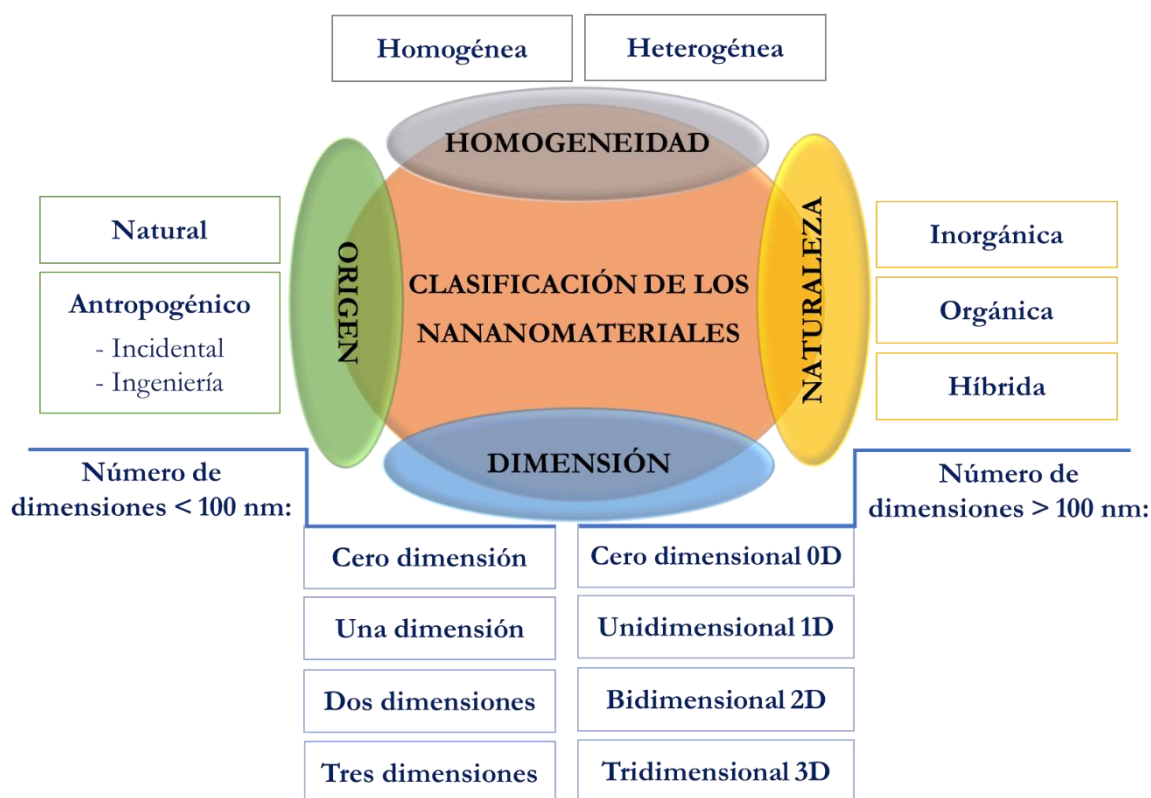 Homogénea
Heterogénea
HOMOGENEIDAD
ORIGEN
Natural
Antropogénico
- Incidental
- Ingeniería
CLASIFICACIÓN DE LOS
NANANOMATERIALES
NATURALEZA
Inorgánica
Orgánica
Híbrida
DIMENSIÓN
Número de
dimensiones < 100 nm:
Cero dimensión
Una dimensión
Dos dimensiones
Tres dimensiones
Número de
dimensiones > 100 nm:
Cero dimensional 0D
Unidimensional 1D
Bidimensional 2D
Tridimensional 3D